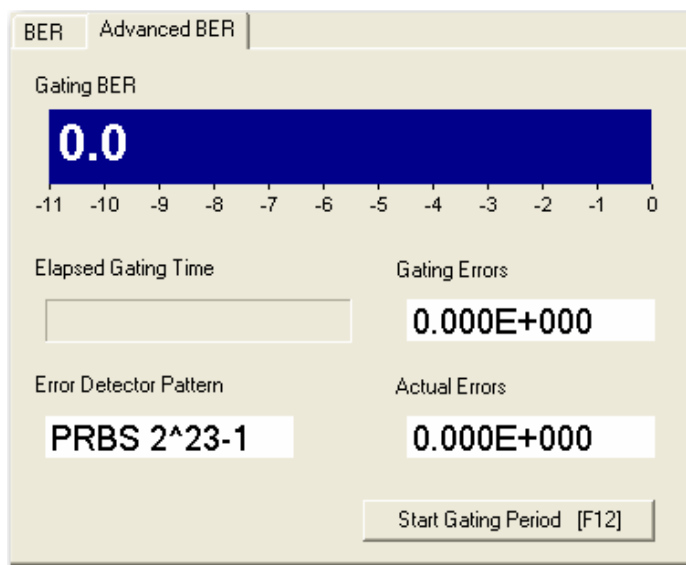 BER Advanced BER
Gating BER
0.0
-11 -10 -9 -8 -7 -6 -5 -4 -3 -2 -1 0
Elapsed Gating Time Gating Errors
0.000E+000
Error Detector Pattern Actual Errors
PRBS 2^23-1 0.000E+000
Start Gating Period [F12]